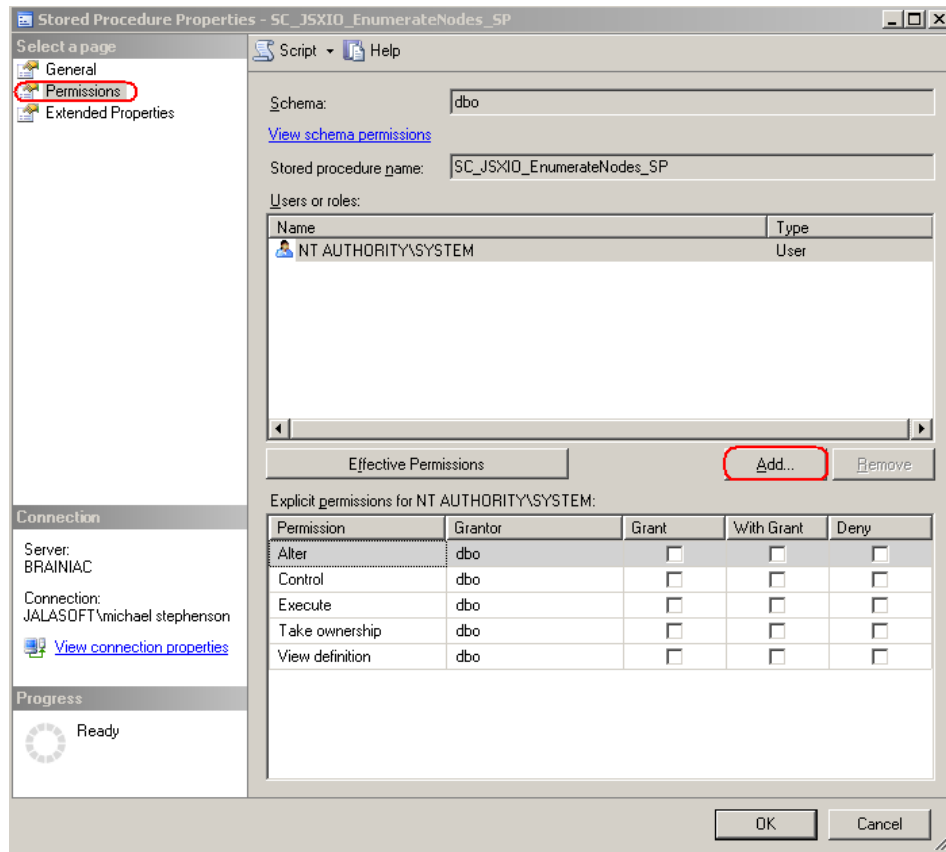 Stored Procedure Properties - SC_JSXIO_EnumerateNodes_SP
Select a page
General
Permissions
Extended Properties
Script
Help
Schema:
dbo
View schema permissions
Stored procedure name:
SC_JSXIO_EnumerateNodes_SP
Users or roles:
Name Type
NT AUTHORITY\SYSTEM User
Effective Permissions
Add...
Remove
Explicit permissions for NT AUTHORITY\SYSTEM:
Permission Grantor Grant With Grant Deny
Alter dbo
Control dbo
Execute dbo
Take ownership dbo
View definition dbo
Connection
Server:
BRAINIAC
Connection:
JALASOFT\michael stephenson
View connection properties
Progress
Ready
OK
Cancel